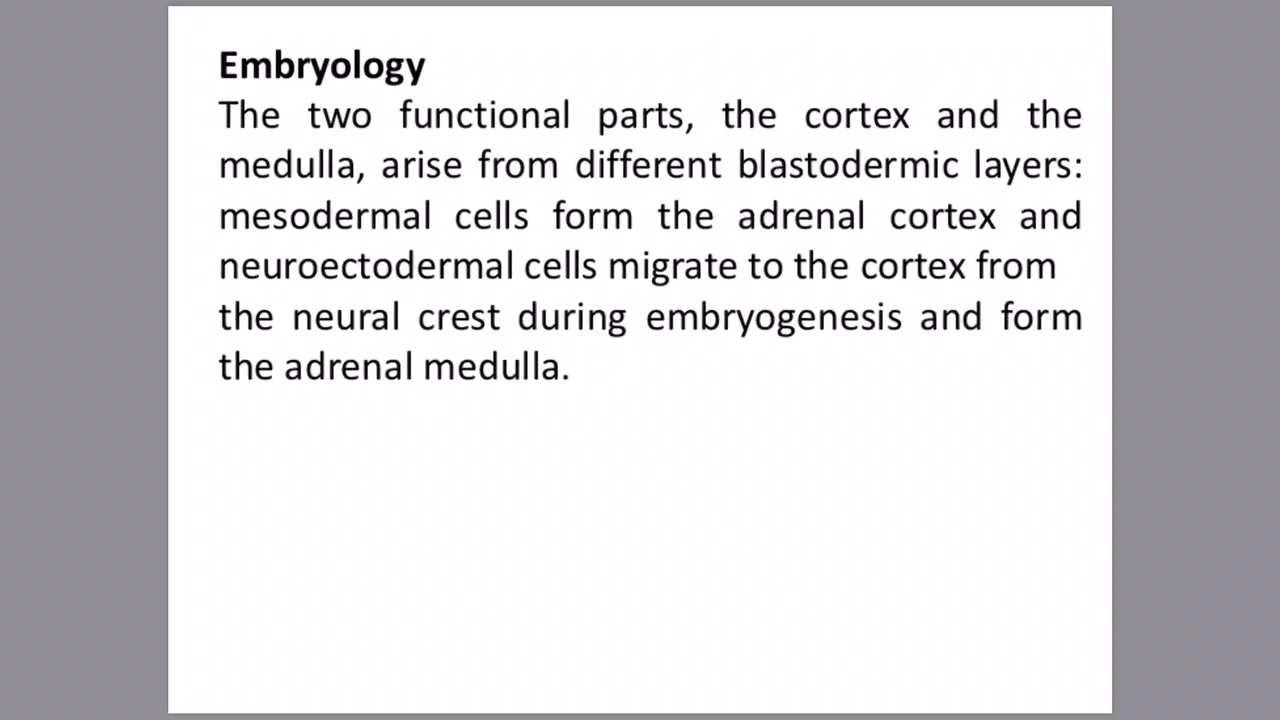 Embryology
The two functional parts, the cortex and the
medulla, arise from different blastodermic layers:
mesodermal cells form the adrenal cortex and
neuroectodermal cells migrate to the cortex from
the neural crest during embryogenesis and form
the adrenal medulla.